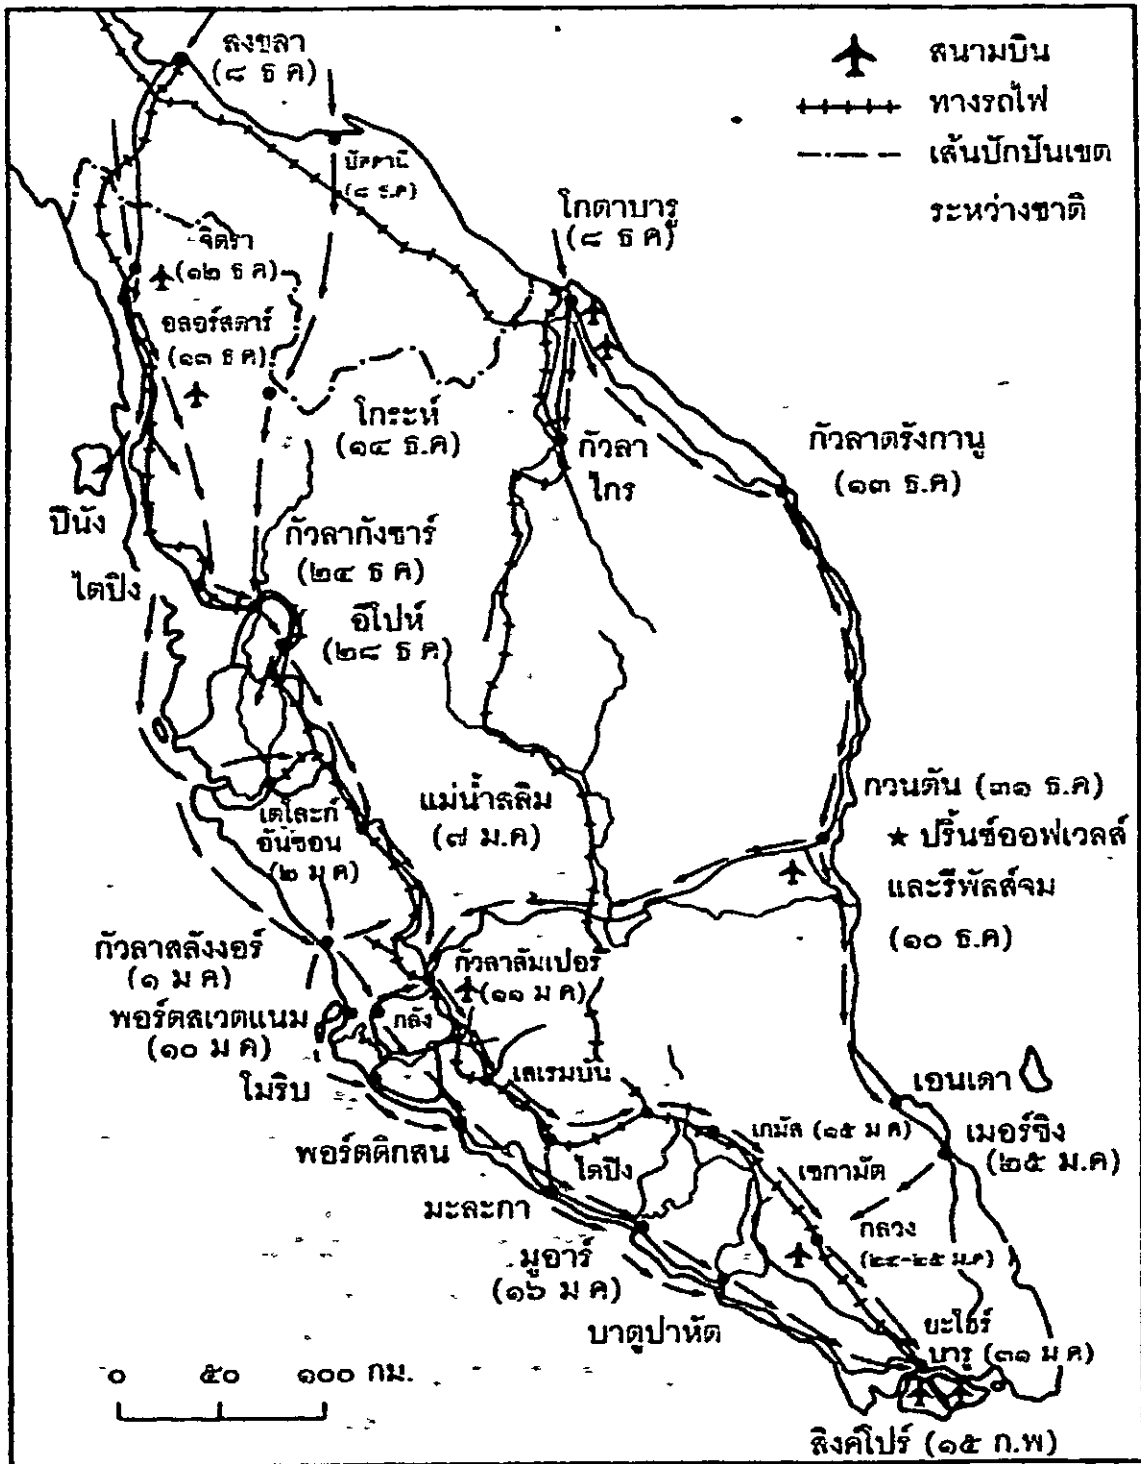 สงขลา
(๘ ธ ค)
สนามบิน
ทางรถไฟ
เส้นปักปันเขต
ระหว่างชาติ
ปัตตานี
(๘ ธ.ค)
โกตาบารู
(๘ ธ ค)
จิตรา
(๑๒ ธ ค)
อลอร์สตาร์
(๑๓ ธ ค)
โกระห์
(๑๔ ธ.ค)
กัวลา
ไกร
กัวลาตรังกานู
(๑๓ ธ.ค)
ปีนัง
ไตปิง
กัวลากังซาร์
(๒๔ ธ ค)
อีโปห์
(๒๘ ธ ค)
แม่น้ำสลิม
(๗ ม.ค)
กวนตัน (๓๑ ธ.ค)
★ ปริ้นซ์ออฟเวลส์
และรีพัลส์จม
(๑๐ ธ.ค)
เตโละก์
อันซอน
(๒ ม ค)
กัวลาสลังงอร์
(๑ ม ค)
พอร์ตสเวตแนม
(๑๐ ม ค)
กัวลาลัมเปอร์
(๑๑ ม ค)
กลัง
โมริบ
เสเรมบัน
เอนเดา
พอร์ตดิกสน
เกมัส (๑๕ ม ค)
เมอร์ซิง
(๒๕ ม.ค)
ไตปิง
เซกามัต
มะละกา
กลวง
(๒๔-๒๕ ม.ค)
มูอาร์
(๑๖ ม ค)
บาตูปาหัต
ยะโฮร์
บารู (๓๑ ม ค)
๐ ๕๐ ๑๐๐ กม.
สิงค์โปร์ (๑๕ ก.พ)